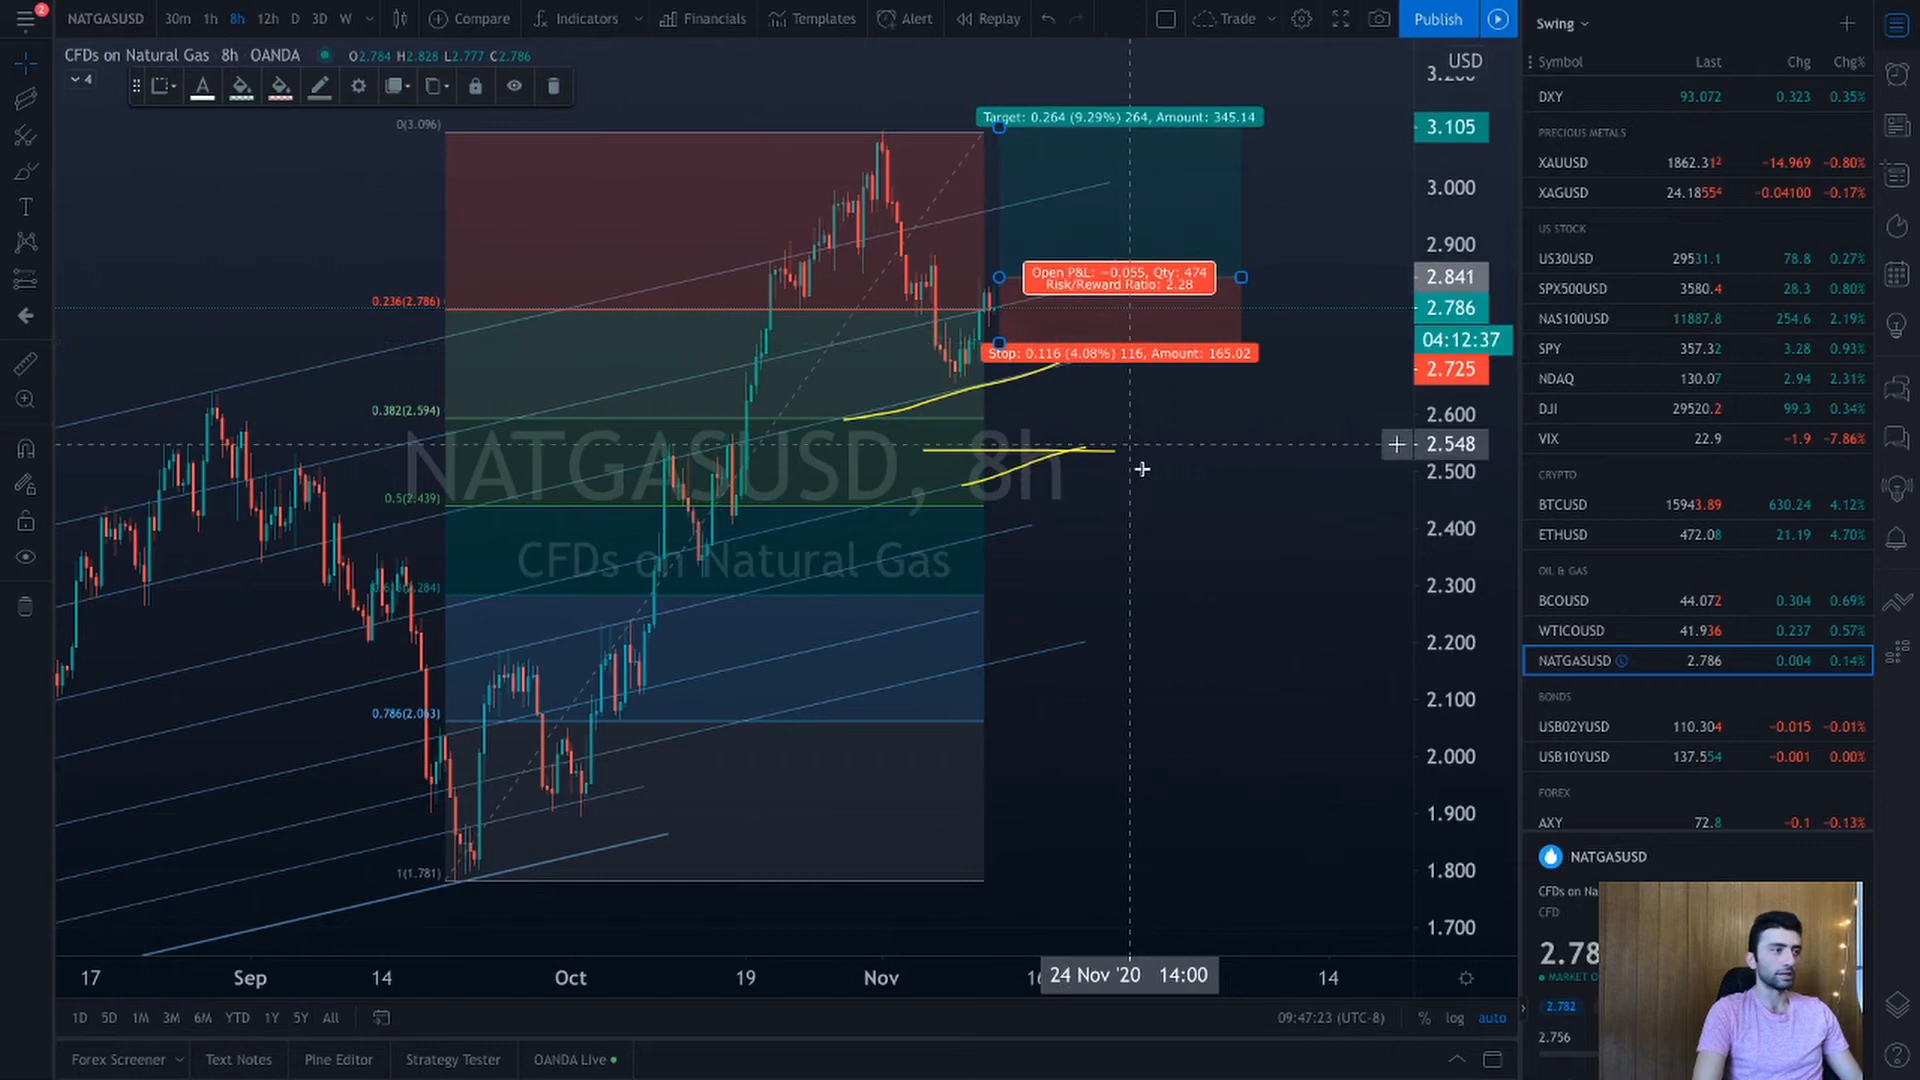 2
NATGASUSD 30m 1h 8h 12h D 3D W Compare Indicators Financials Templates Alert Replay Trade Publish
CFDs on Natural Gas 8h OANDA O2.784 H2.828 L2.777 C2.786
4
USD
3.200
3.105
3.000
2.900
2.841
2.786
04:12:37
2.725
2.600
2.548
2.500
2.400
2.300
2.200
2.100
2.000
1.900
1.800
1.700
0(3.096)
0.236(2.786)
0.382(2.594)
0.5(2.439)
0.786(2.063)
1(1.781)
Target: 0.264 (9.29%) 264, Amount: 345.14
Open P&L: −0.055, Qty: 474
Risk/Reward Ratio: 2.28
Stop: 0.116 (4.08%) 116, Amount: 165.02
NATGASUSD, 8h
CFDs on Natural Gas
17 Sep 14 Oct 19 Nov 16 24 Nov '20 14:00 14
1D 5D 1M 3M 6M YTD 1Y 5Y All 09:47:23 (UTC-8) % log auto
Forex Screener Text Notes Pine Editor Strategy Tester OANDA Live
Swing
Symbol Last Chg Chg%
DXY 93.072 0.323 0.35%
PRECIOUS METALS
XAUUSD 1862.312 −14.969 −0.80%
XAGUSD 24.18554 −0.04100 −0.17%
US STOCK
US30USD 29531.1 78.8 0.27%
SPX500USD 3580.4 28.3 0.80%
NAS100USD 11887.8 254.6 2.19%
SPY 357.32 3.28 0.93%
NDAQ 130.07 2.94 2.31%
DJI 29520.2 99.3 0.34%
VIX 22.9 −1.9 −7.86%
CRYPTO
BTCUSD 15943.89 630.24 4.12%
ETHUSD 472.08 21.19 4.70%
OIL & GAS
BCOUSD 44.072 0.304 0.69%
WTICOUSD 41.936 0.237 0.57%
NATGASUSD 2.786 0.004 0.14%
BONDS
USB02YUSD 110.304 −0.015 −0.01%
USB10YUSD 137.554 −0.001 0.00%
FOREX
AXY 72.8 −0.1 −0.13%
NATGASUSD
CFDs on Na
CFD
2.78
MARKET O
2.782
2.756